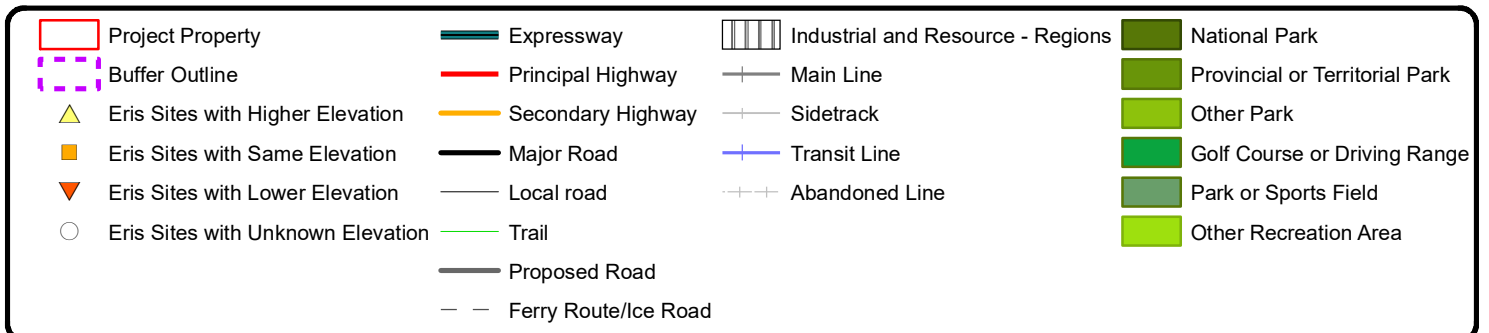 Project Property
Buffer Outline
Eris Sites with Higher Elevation
Eris Sites with Same Elevation
Eris Sites with Lower Elevation
Eris Sites with Unknown Elevation
Expressway
Principal Highway
Secondary Highway
Major Road
Local road
Trail
Proposed Road
Ferry Route/Ice Road
Industrial and Resource - Regions
Main Line
Sidetrack
Transit Line
Abandoned Line
National Park
Provincial or Territorial Park
Other Park
Golf Course or Driving Range
Park or Sports Field
Other Recreation Area